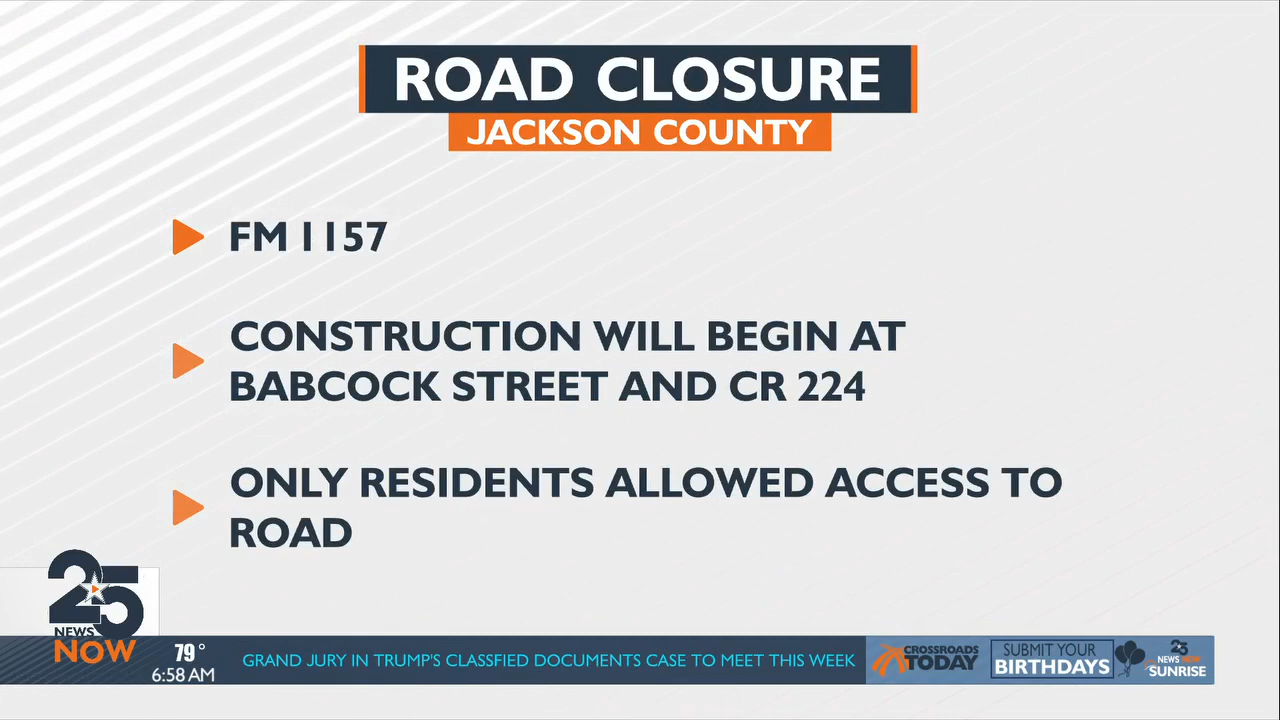 ROAD CLOSURE
JACKSON COUNTY
FM 1157
CONSTRUCTION WILL BEGIN AT
BABCOCK STREET AND CR 224
ONLY RESIDENTS ALLOWED ACCESS TO
ROAD
25
NEWS
NOW
79°
6:58 AM
GRAND JURY IN TRUMP'S CLASSFIED DOCUMENTS CASE TO MEET THIS WEEK
CROSSROADS
TODAY
SUBMIT YOUR
BIRTHDAYS
25
NEWS NOW
SUNRISE